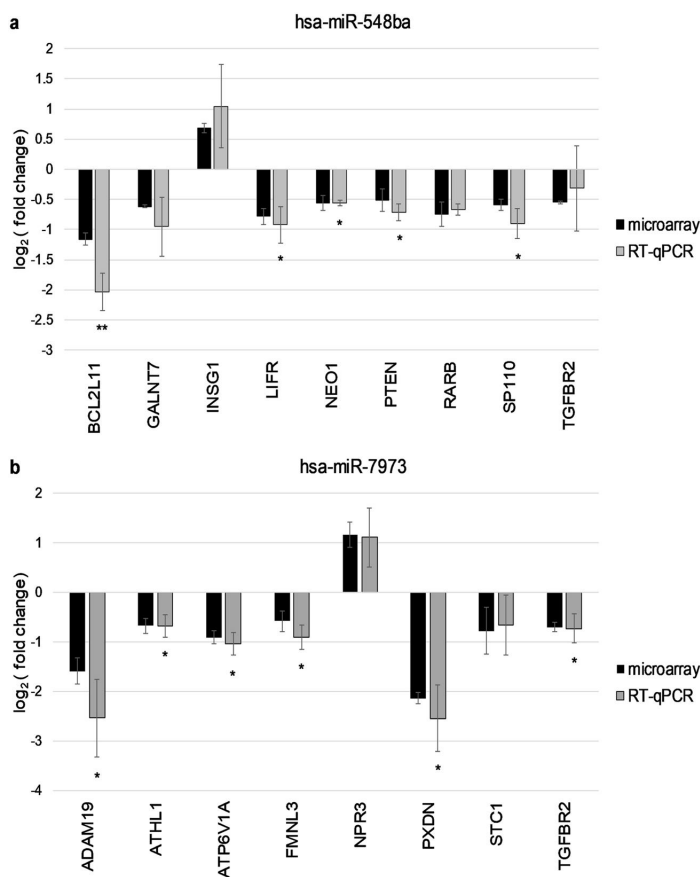 a
hsa-miR-548ba
2
1.5
1
0.5
0
-0.5
-1
-1.5
-2
-2.5
-3
log2( fold change)
*
*
*
*
**
microarray
RT-qPCR
BCL2L11
GALNT7
INSG1
LIFR
NEO1
PTEN
RARB
SP110
TGFBR2
b
hsa-miR-7973
2
1
0
-1
-2
-3
-4
log2( fold change)
*
*
*
*
*
*
microarray
RT-qPCR
ADAM19
ATHL1
ATP6V1A
FMNL3
NPR3
PXDN
STC1
TGFBR2